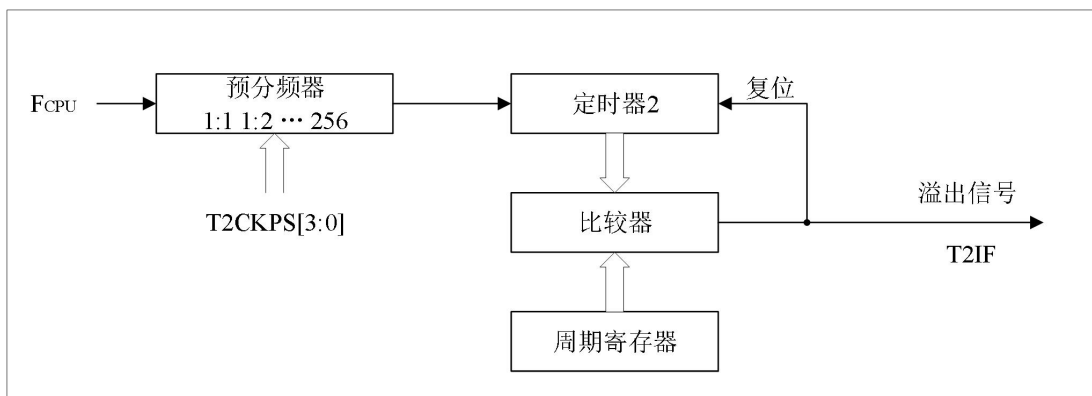 FCPU
预分频器
1:1 1:2 … 256
T2CKPS[3:0]
定时器2
复位
比较器
溢出信号
T2IF
周期寄存器